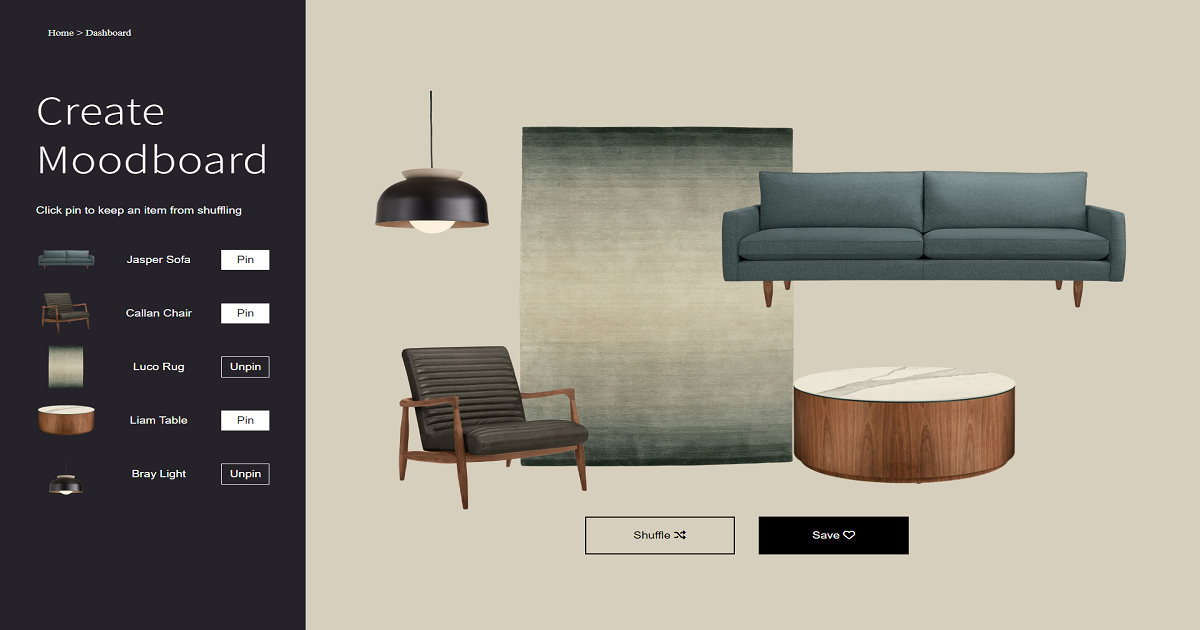 Home > Dashboard
Create
Moodboard
Click pin to keep an item from shuffling
Jasper Sofa Pin
Callan Chair Pin
Luco Rug Unpin
Liam Table Pin
Bray Light Unpin
Shuffle
Save